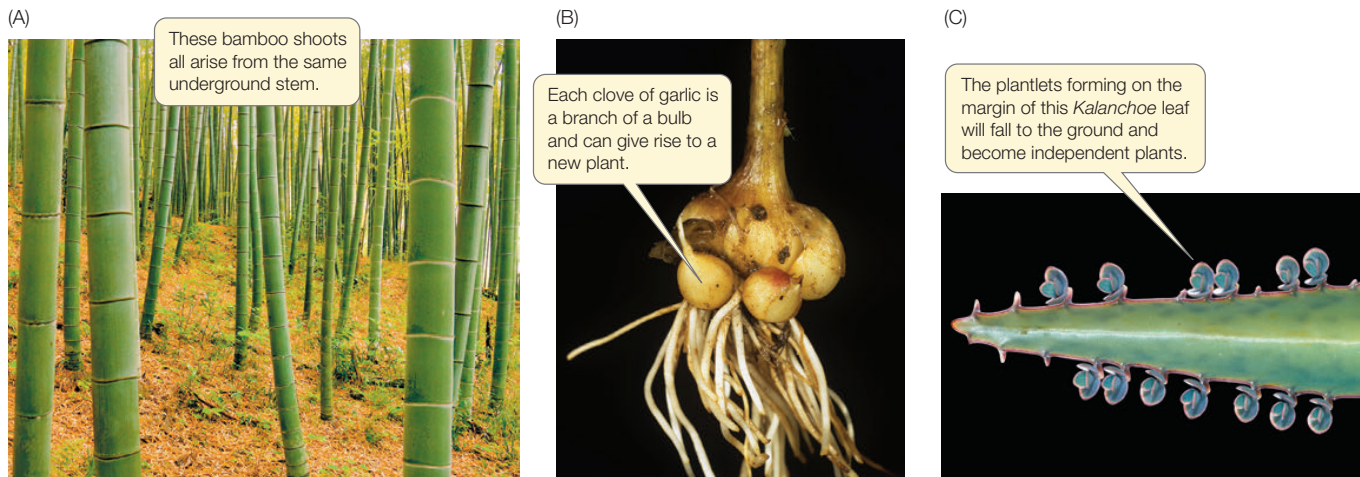 (A)
These bamboo shoots
all arise from the same
underground stem.
(B)
Each clove of garlic is
a branch of a bulb
and can give rise to a
new plant.
(C)
The plantlets forming on the
margin of this Kalanchoe leaf
will fall to the ground and
become independent plants.